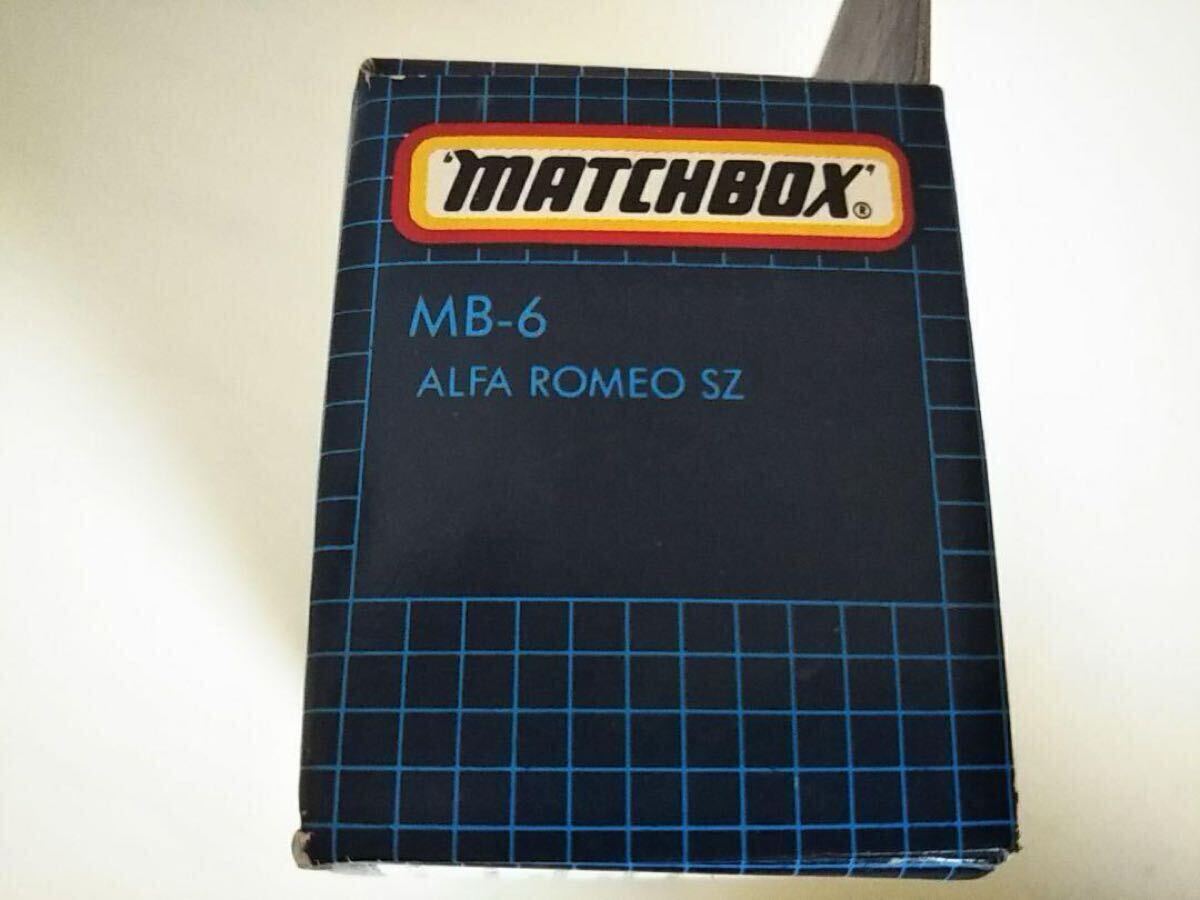 'MATCHBOX'®
MB-6
ALFA ROMEO SZ